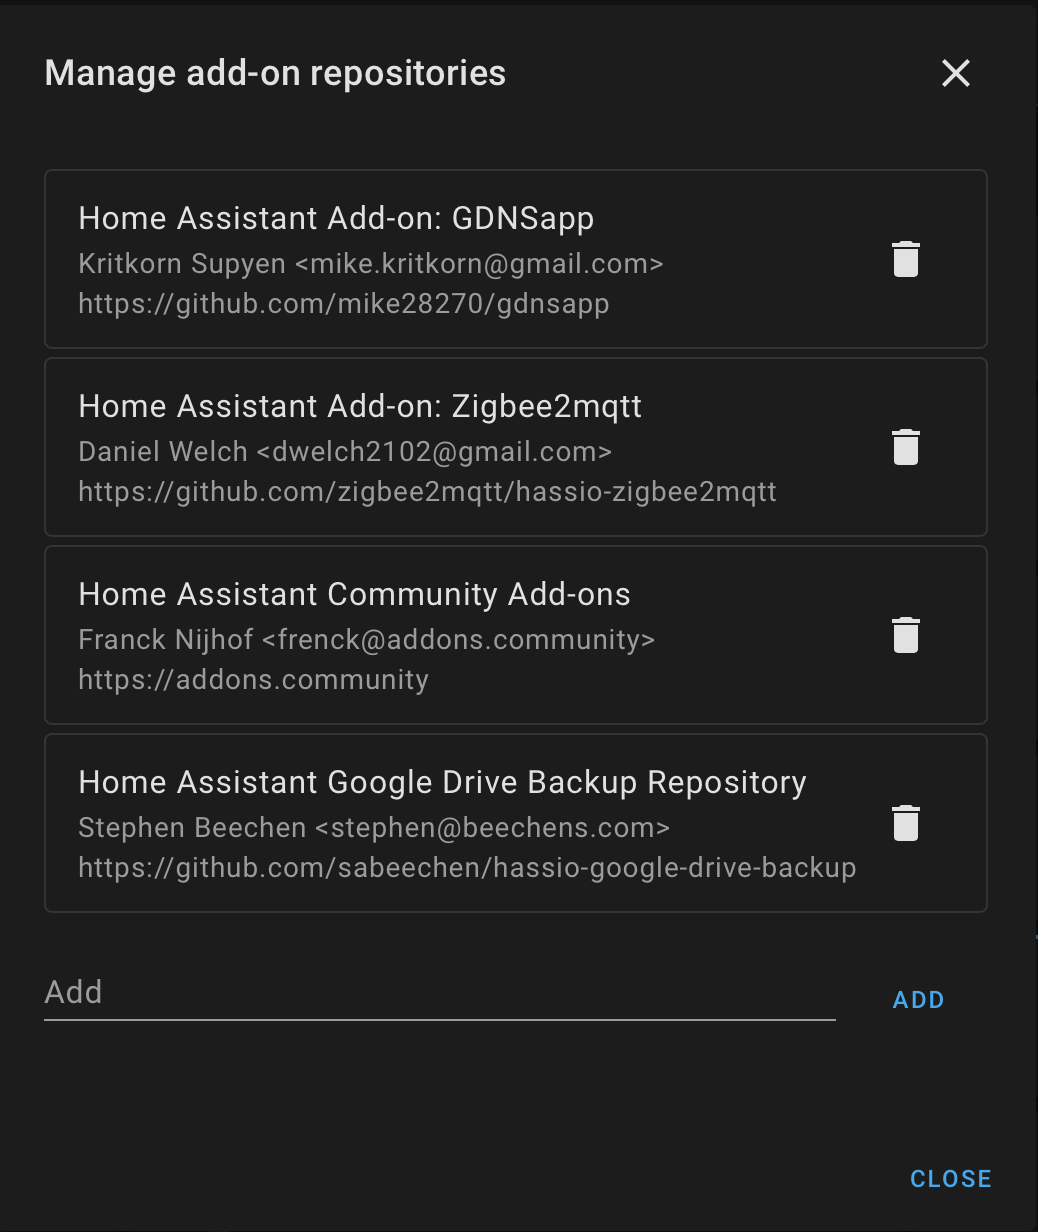 Manage add-on repositories
Home Assistant Add-on: GDNSapp
Kritkorn Supyen <mike.kritkorn@gmail.com>
https://github.com/mike28270/gdnsapp
Home Assistant Add-on: Zigbee2mqtt
Daniel Welch <dwelch2102@gmail.com>
https://github.com/zigbee2mqtt/hassio-zigbee2mqtt
Home Assistant Community Add-ons
Franck Nijhof <frenck@addons.community>
https://addons.community
Home Assistant Google Drive Backup Repository
Stephen Beechen <stephen@beechens.com>
https://github.com/sabeechen/hassio-google-drive-backup
Add
ADD
CLOSE